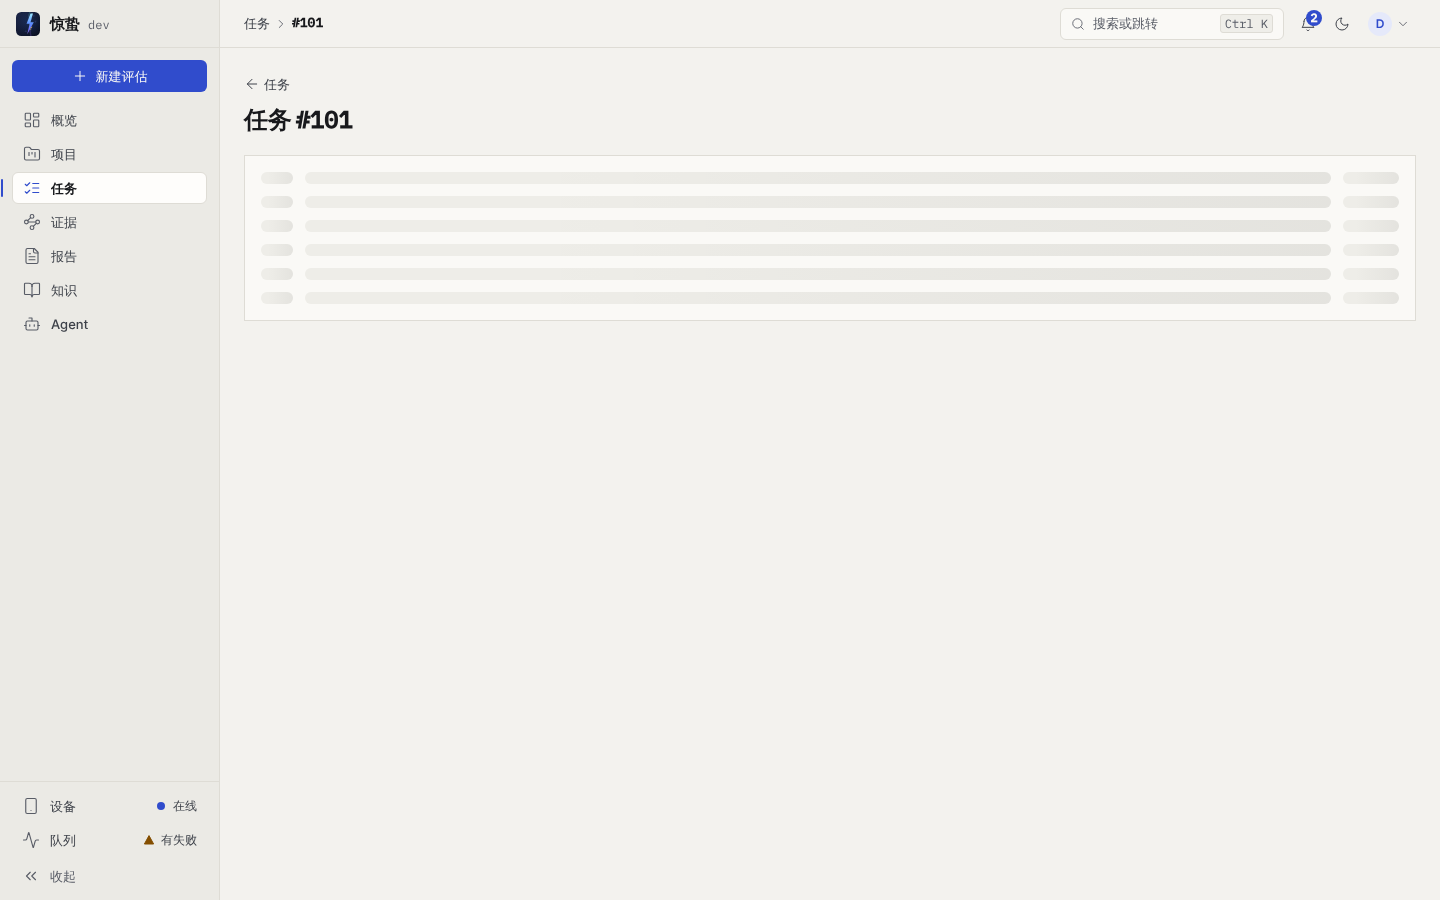 惊蛰 dev
新建评估
概览
项目
任务
证据
报告
知识
Agent
设备 在线
队列 有失败
收起
任务 #101
搜索或跳转 Ctrl K
2
D
任务
任务 #101